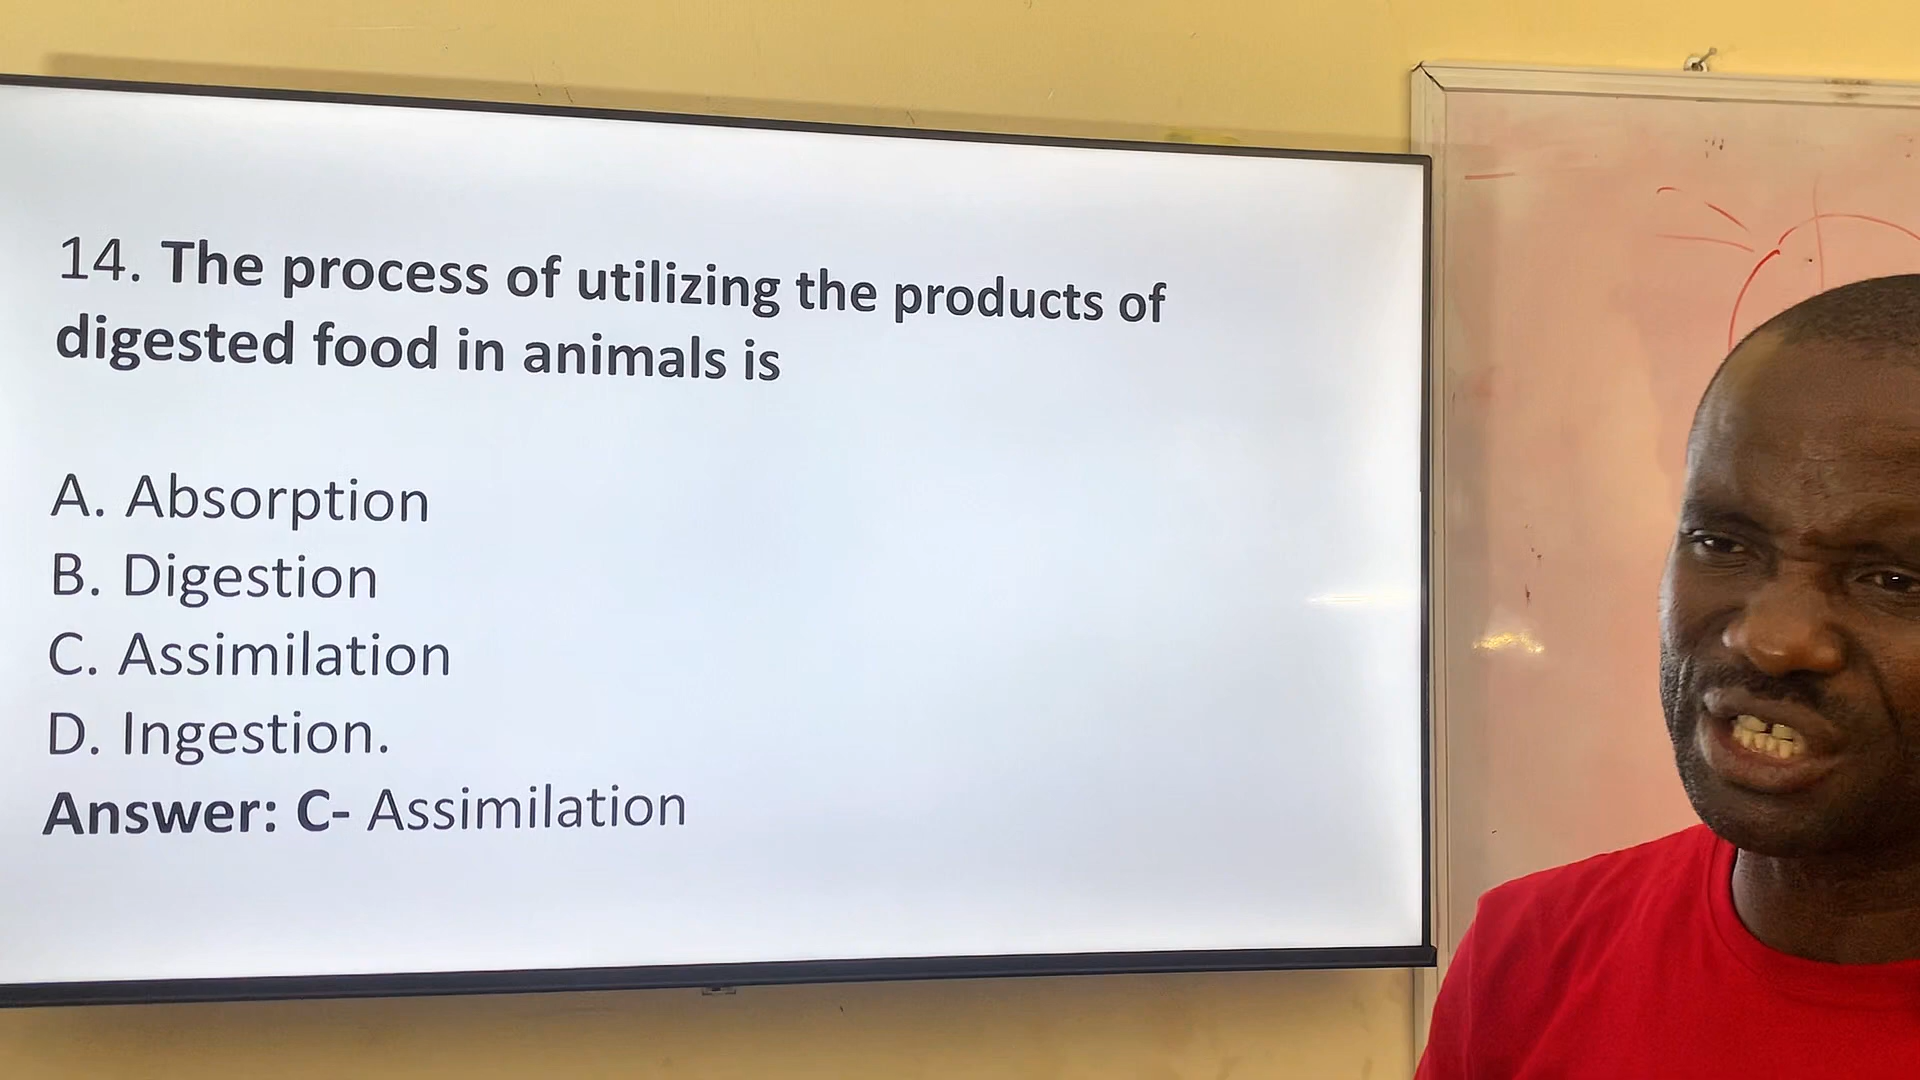 14. The process of utilizing the products of
digested food in animals is
A. Absorption
B. Digestion
C. Assimilation
D. Ingestion.
Answer: C- Assimilation